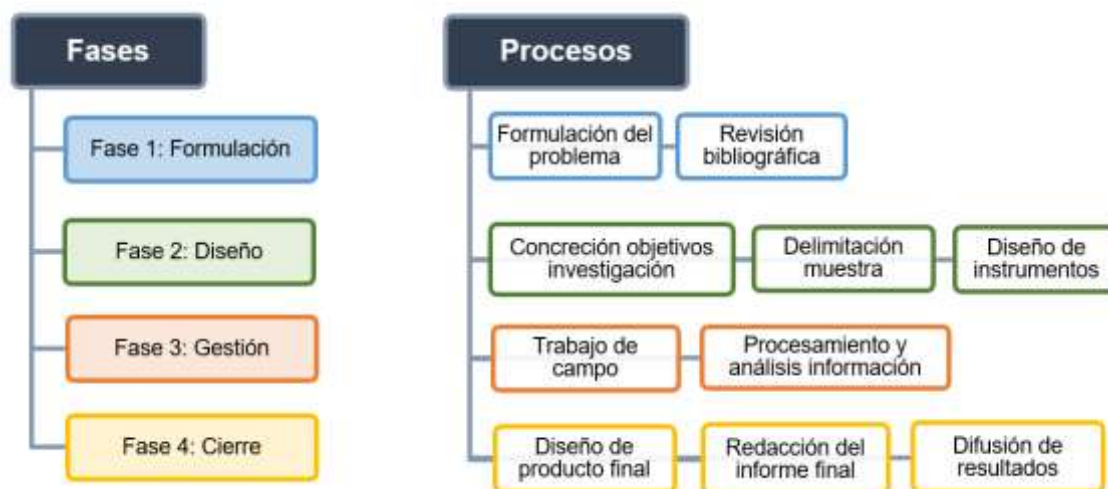 Fases
Fase 1: Formulación
Fase 2: Diseño
Fase 3: Gestión
Fase 4: Cierre
Procesos
Formulación del
problema
Revisión
bibliográfica
Concreción objetivos
investigación
Delimitación
muestra
Diseño de
instrumentos
Trabajo de
campo
Procesamiento y
análisis información
Diseño de
producto final
Redacción del
informe final
Difusión de
resultados